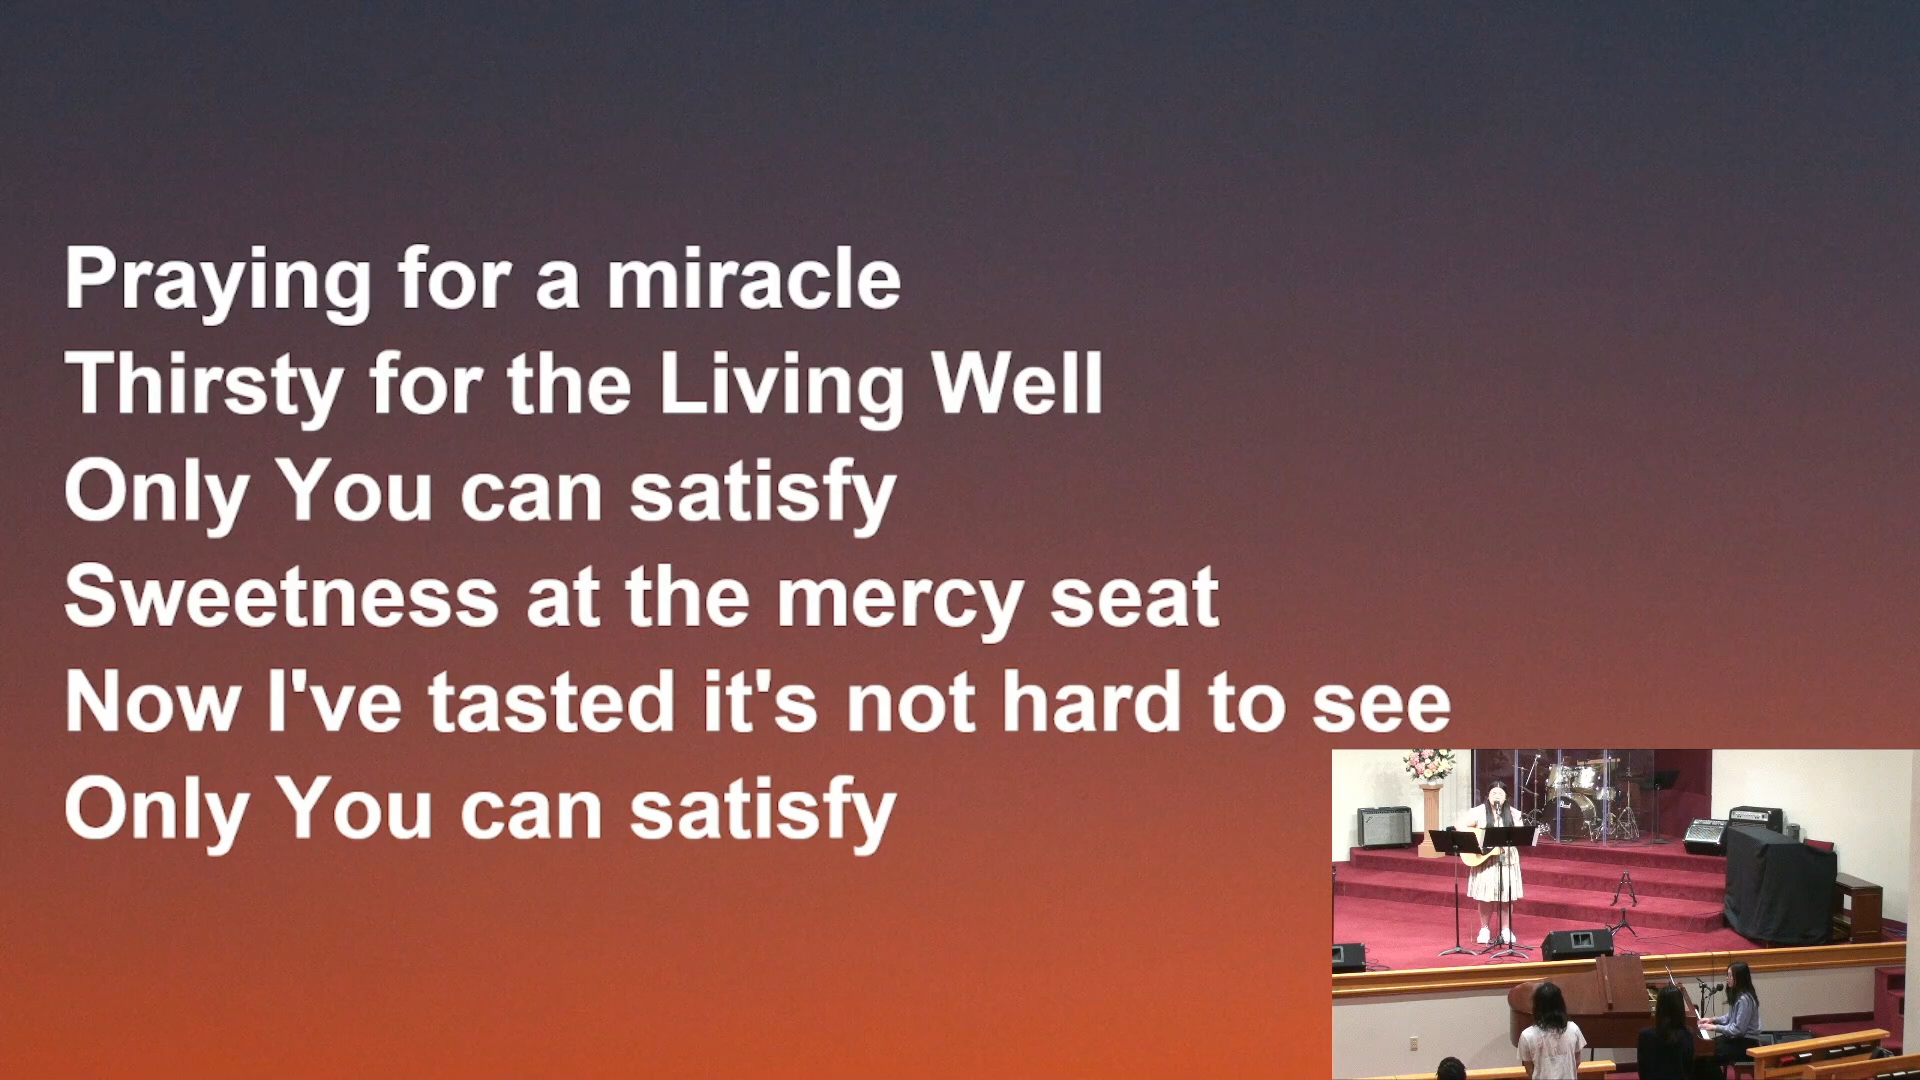 Praying for a miracle
Thirsty for the Living Well
Only You can satisfy
Sweetness at the mercy seat
Now I've tasted it's not hard to see
Only You can satisfy